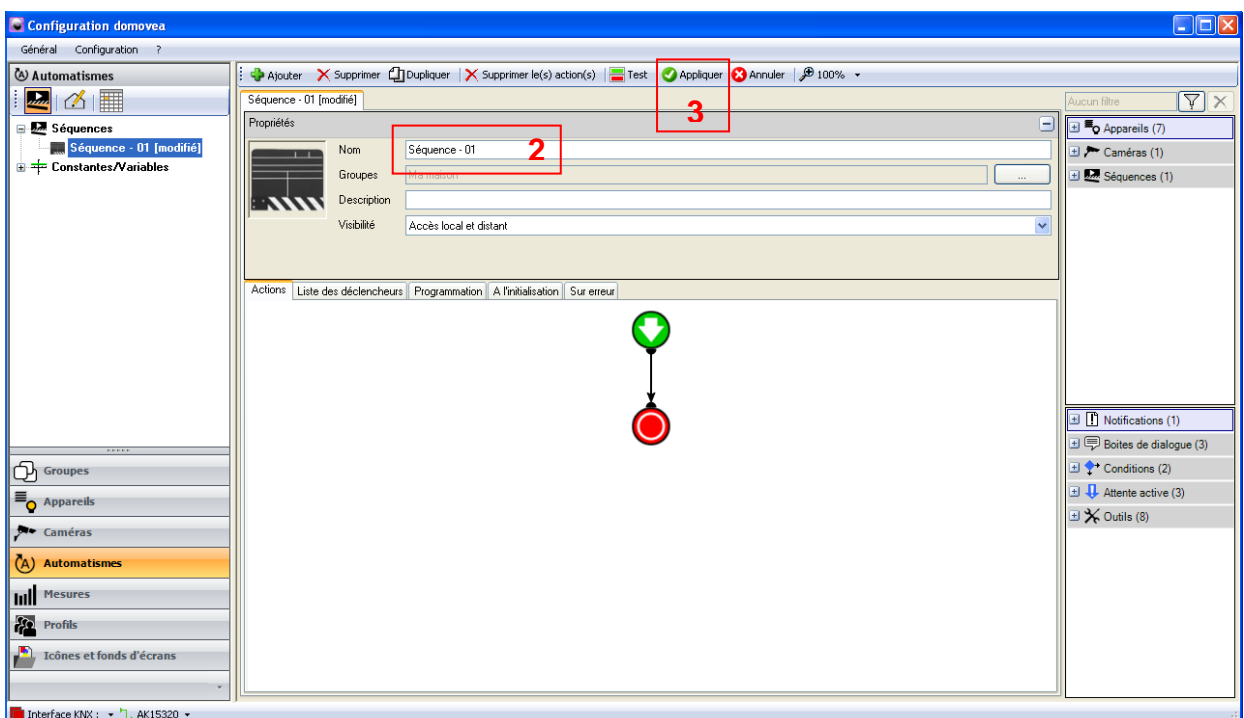 Configuration domovea
Général Configuration ?
Automatismes
Ajouter Supprimer Dupliquer Supprimer le(s) action(s) Test Appliquer Annuler 100%
3
Séquences
Séquence - 01 [modifié]
Constantes/Variables
Groupes
Appareils
Caméras
Automatismes
Mesures
Profils
Icônes et fonds d'écrans
Séquence - 01 [modifié]
Propriétés
Nom Séquence - 01
2
Groupes Ma maison ...
Description
Visibilité Accès local et distant
Actions Liste des déclencheurs Programmation A l'initialisation Sur erreur
Aucun filtre
Appareils (7)
Caméras (1)
Séquences (1)
Notifications (1)
Boites de dialogue (3)
Conditions (2)
Attente active (3)
Outils (8)
Interface KNX : AK15320